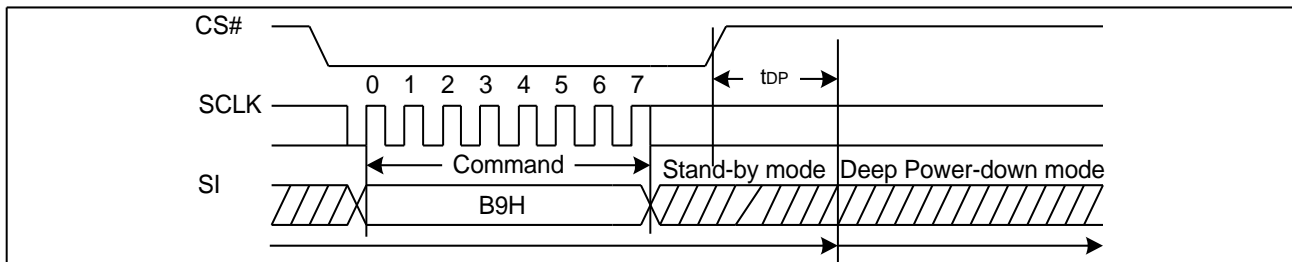 CS#
tDP
0 1 2 3 4 5 6 7
SCLK
Command
Stand-by mode Deep Power-down mode
SI
B9H